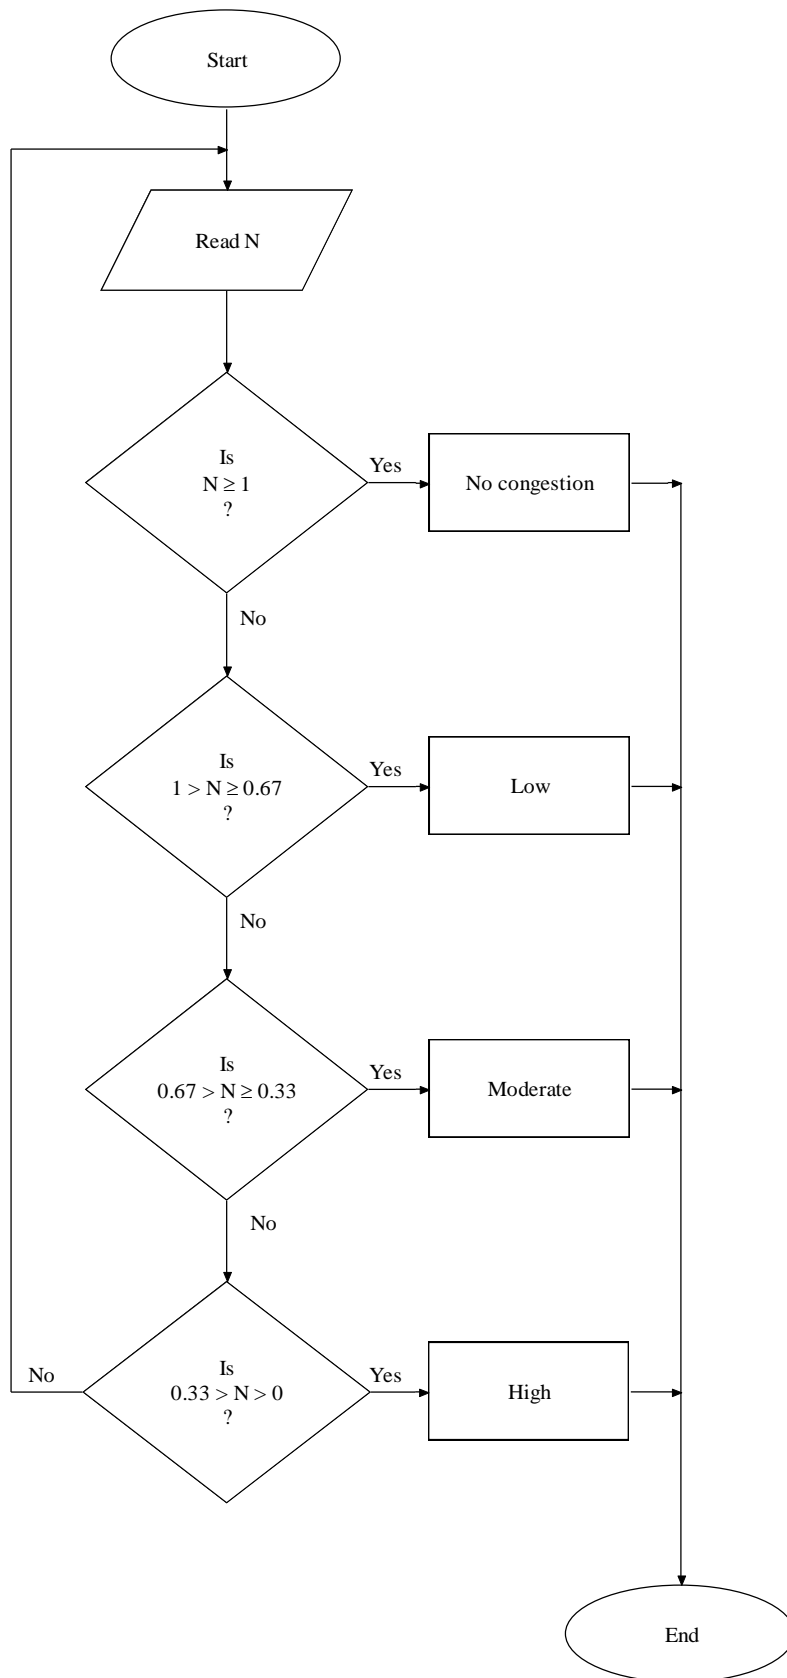 Start
Read N
Is
N ≥ 1
?
Yes
No congestion
No
Is
1 > N ≥ 0.67
?
Yes
Low
No
Is
0.67 > N ≥ 0.33
?
Yes
Moderate
No
Is
0.33 > N > 0
?
No
Yes
High
End